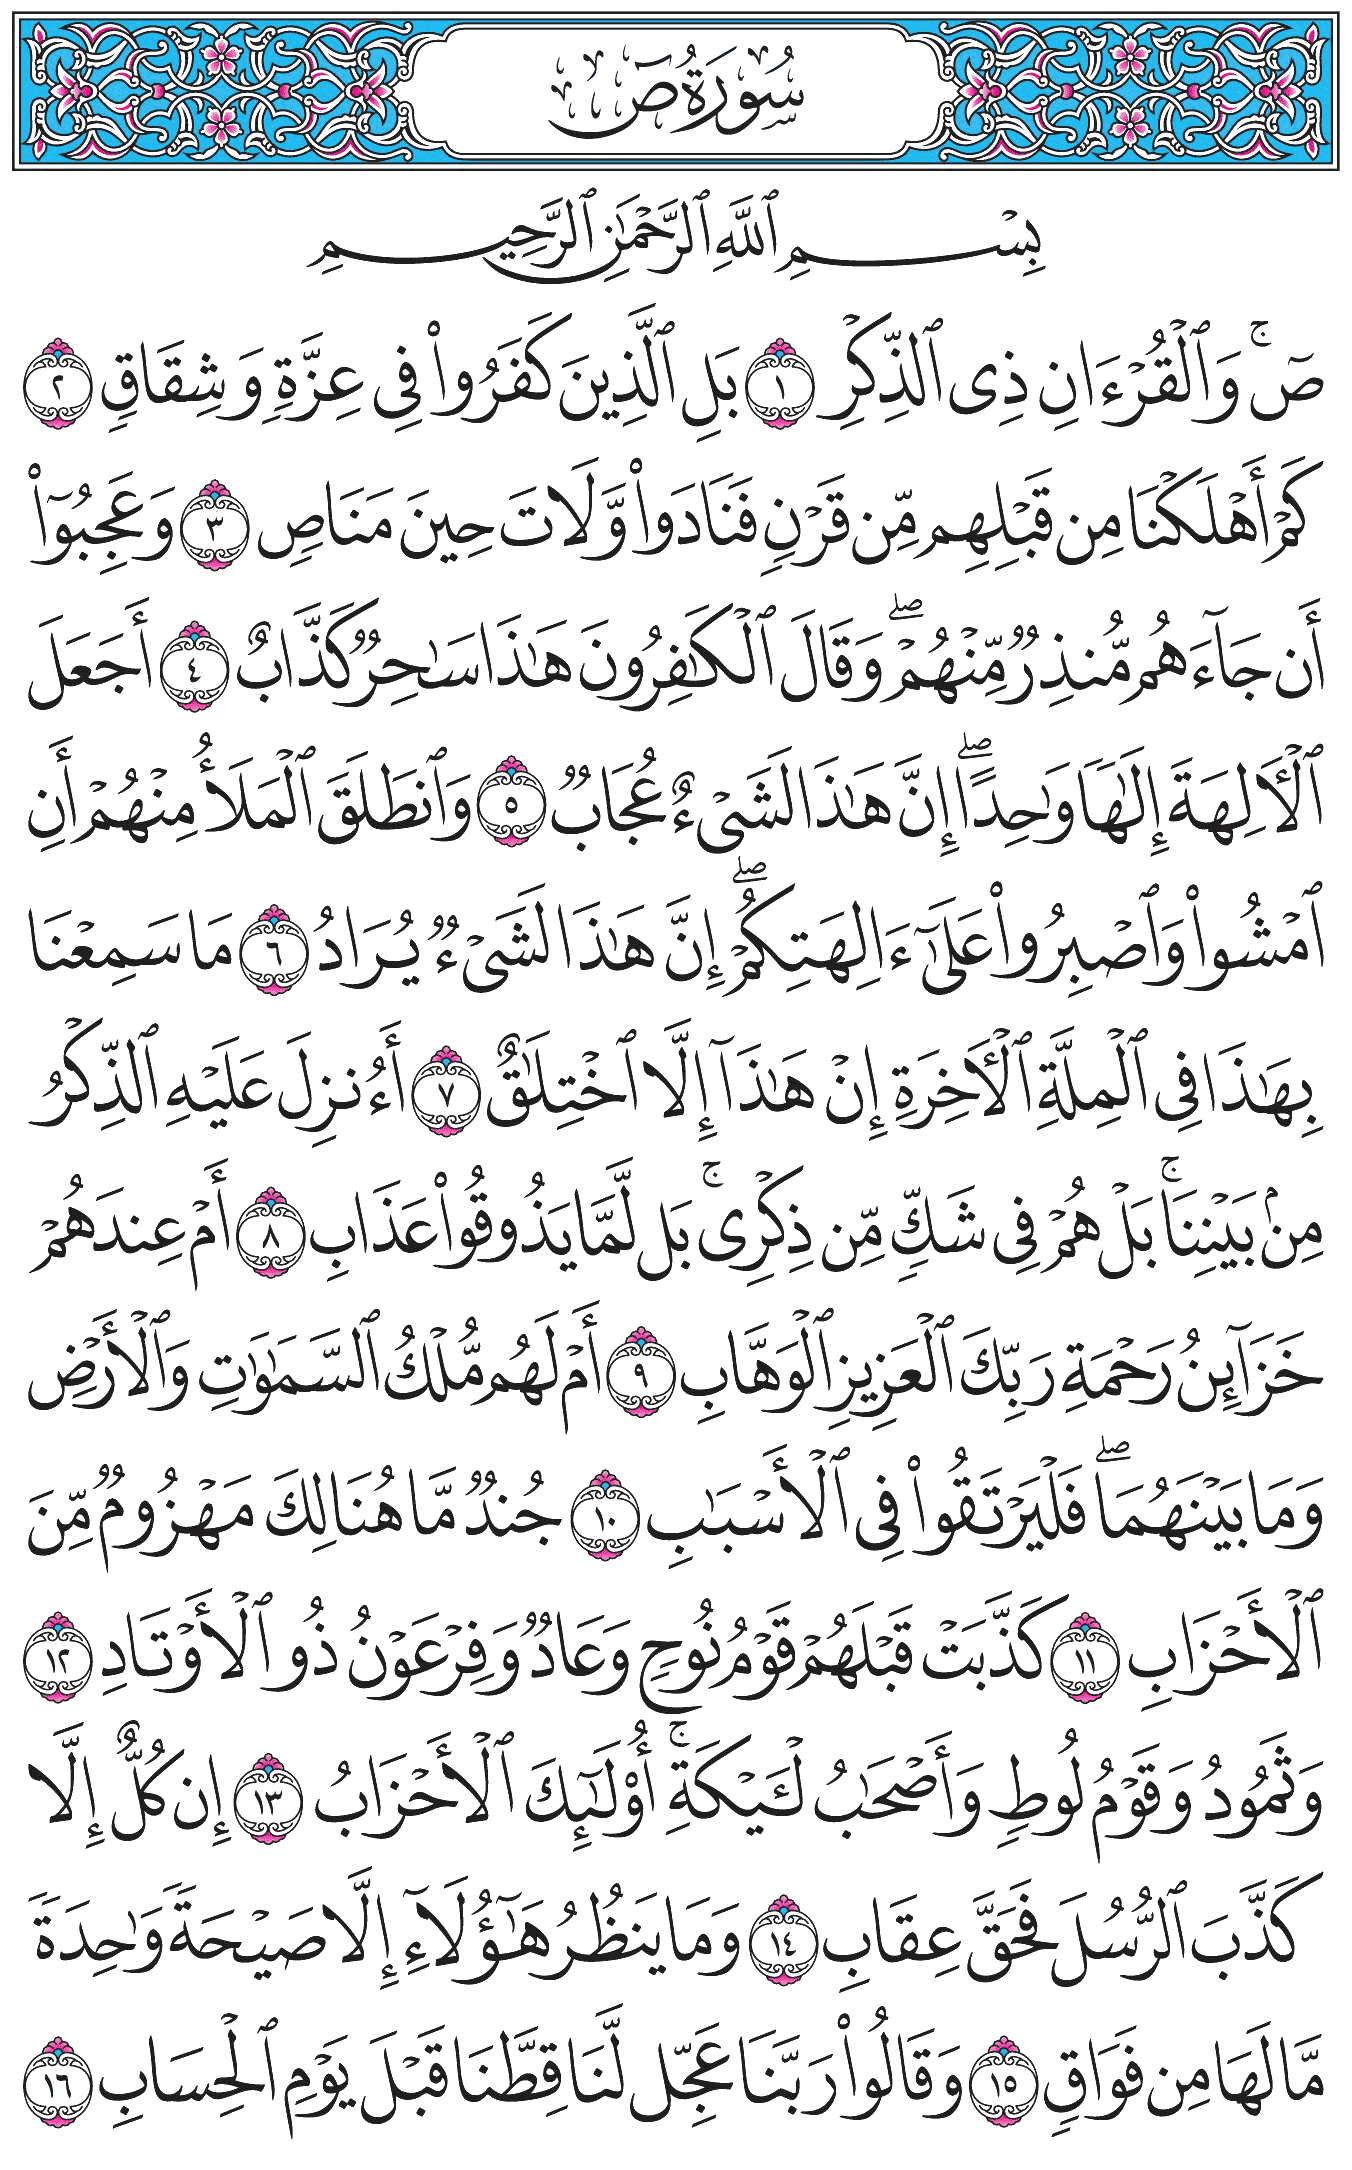 سُورَةُ صٓ
بِسْمِ ٱللَّهِ ٱلرَّحْمَٰنِ ٱلرَّحِيمِ
صٓۚ وَٱلْقُرْءَانِ ذِى ٱلذِّكْرِ ١ بَلِ ٱلَّذِينَ كَفَرُوا۟ فِى عِزَّةٍ وَشِقَاقٍ ٢
كَمْ أَهْلَكْنَا مِن قَبْلِهِم مِّن قَرْنٍ فَنَادَوا۟ وَّلَاتَ حِينَ مَنَاصٍ ٣ وَعَجِبُوٓا۟
أَن جَآءَهُم مُّنذِرٌ مِّنْهُمْۖ وَقَالَ ٱلْكَٰفِرُونَ هَٰذَا سَٰحِرٌ كَذَّابٌ ٤ أَجَعَلَ
ٱلْأَلِهَةَ إِلَٰهًا وَٰحِدًاۖ إِنَّ هَٰذَا لَشَىْءٌ عُجَابٌ ٥ وَٱنطَلَقَ ٱلْمَلَأُ مِنْهُمْ أَنِ
ٱمْشُوا۟ وَٱصْبِرُوا۟ عَلَىٰٓ ءَالِهَتِكُمْۖ إِنَّ هَٰذَا لَشَىْءٌ يُرَادُ ٦ مَا سَمِعْنَا
بِهَٰذَا فِى ٱلْمِلَّةِ ٱلْأَخِرَةِ إِنْ هَٰذَآ إِلَّا ٱخْتِلَٰقٌ ٧ أَءُنزِلَ عَلَيْهِ ٱلذِّكْرُ
مِنۢ بَيْنِنَاۚ بَلْ هُمْ فِى شَكٍّ مِّن ذِكْرِىۚ بَل لَّمَّا يَذُوقُوا۟ عَذَابِ ٨ أَمْ عِندَهُمْ
خَزَآئِنُ رَحْمَةِ رَبِّكَ ٱلْعَزِيزِ ٱلْوَهَّابِ ٩ أَمْ لَهُم مُّلْكُ ٱلسَّمَٰوَٰتِ وَٱلْأَرْضِ
وَمَا بَيْنَهُمَاۖ فَلْيَرْتَقُوا۟ فِى ٱلْأَسْبَٰبِ ١٠ جُندٌ مَّا هُنَالِكَ مَهْزُومٌ مِّنَ
ٱلْأَحْزَابِ ١١ كَذَّبَتْ قَبْلَهُمْ قَوْمُ نُوحٍ وَعَادٌ وَفِرْعَوْنُ ذُو ٱلْأَوْتَادِ ١٢
وَثَمُودُ وَقَوْمُ لُوطٍ وَأَصْحَٰبُ لْـَٔيْكَةِۚ أُو۟لَٰٓئِكَ ٱلْأَحْزَابُ ١٣ إِن كُلٌّ إِلَّا
كَذَّبَ ٱلرُّسُلَ فَحَقَّ عِقَابِ ١٤ وَمَا يَنظُرُ هَٰٓؤُلَآءِ إِلَّا صَيْحَةً وَٰحِدَةً
مَّا لَهَا مِن فَوَاقٍ ١٥ وَقَالُوا۟ رَبَّنَا عَجِّل لَّنَا قِطَّنَا قَبْلَ يَوْمِ ٱلْحِسَابِ ١٦